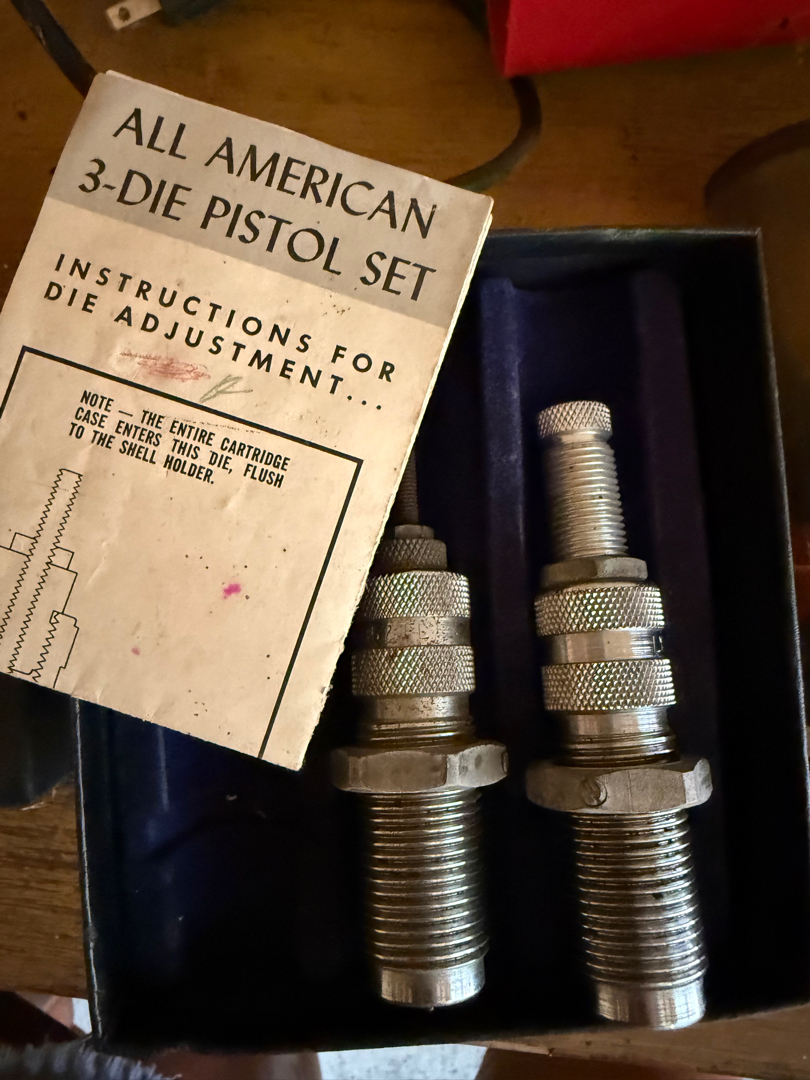 ALL AMERICAN
3-DIE PISTOL SET
INSTRUCTIONS FOR
DIE ADJUSTMENT...
NOTE — THE ENTIRE CARTRIDGE
CASE ENTERS THIS DIE, FLUSH
TO THE SHELL HOLDER.